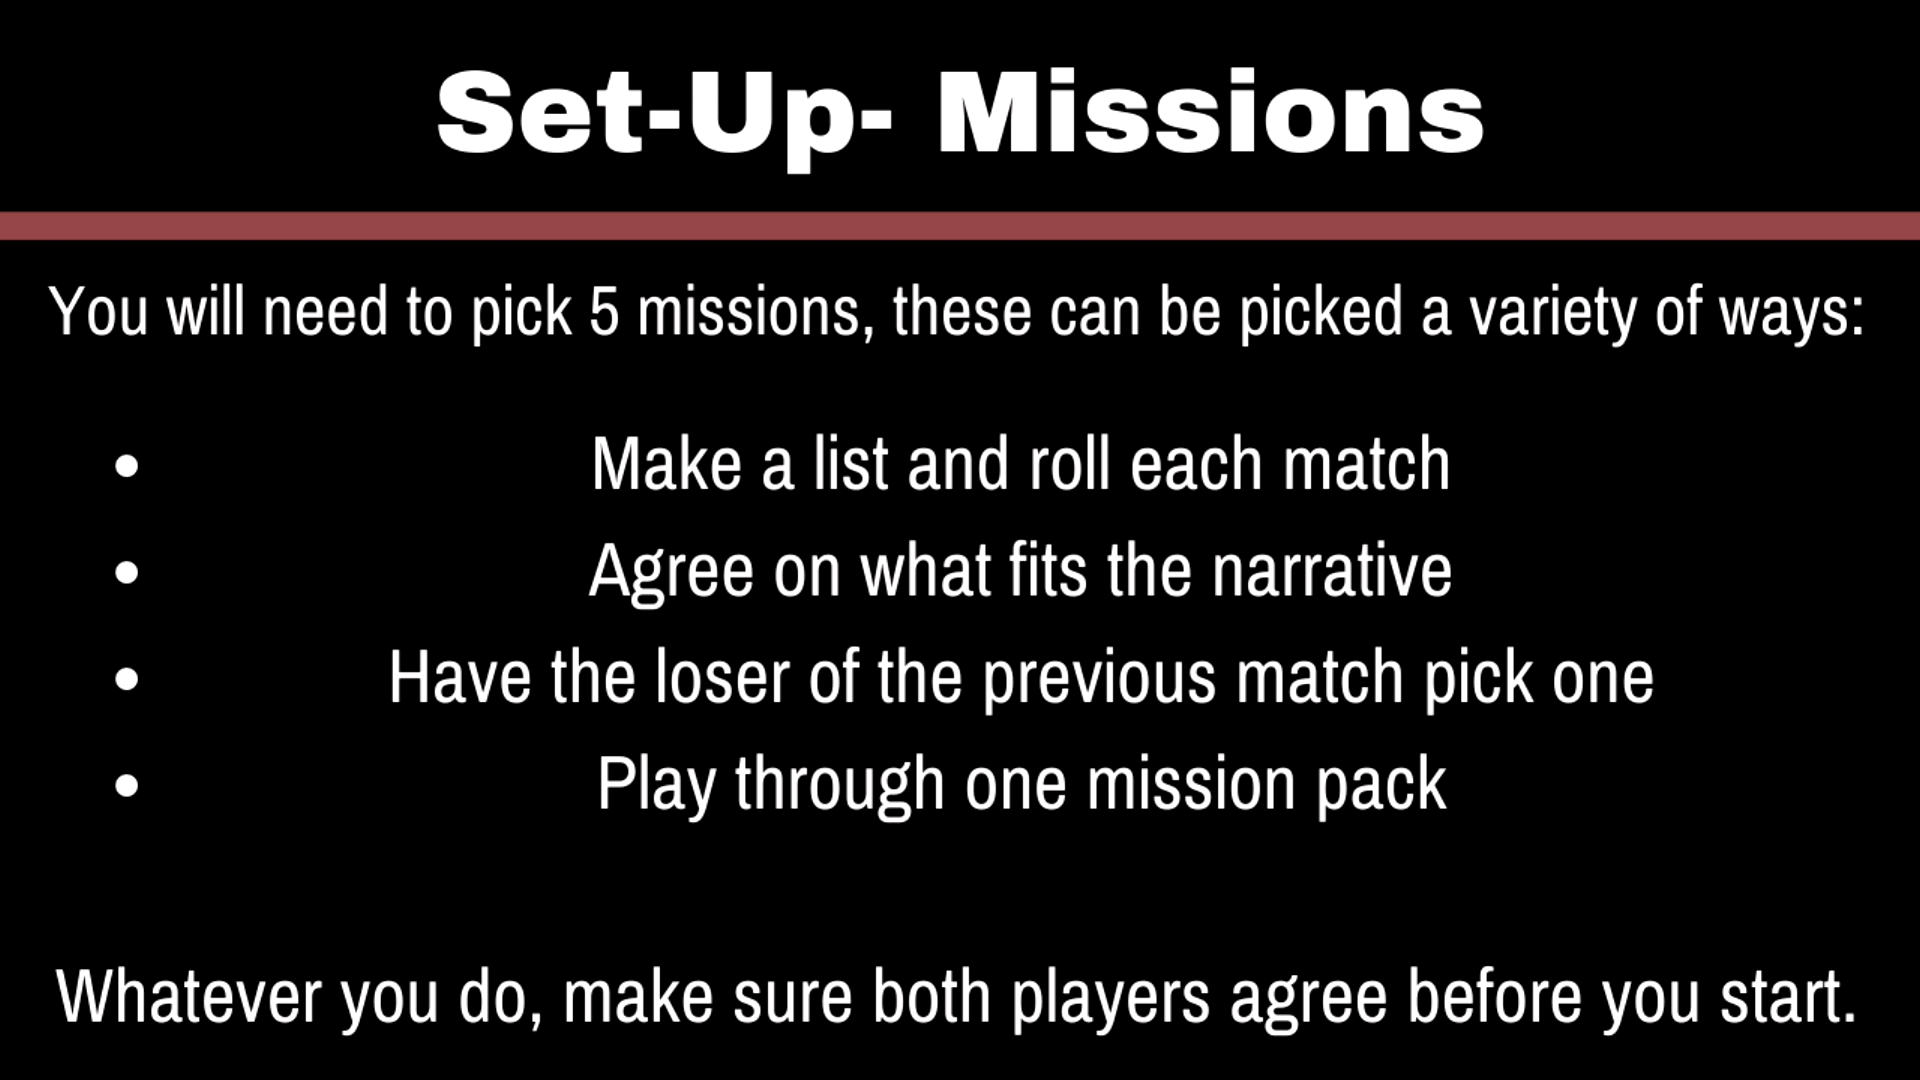 Set-Up- Missions
You will need to pick 5 missions, these can be picked a variety of ways:
• Make a list and roll each match
• Agree on what fits the narrative
• Have the loser of the previous match pick one
• Play through one mission pack
Whatever you do, make sure both players agree before you start.